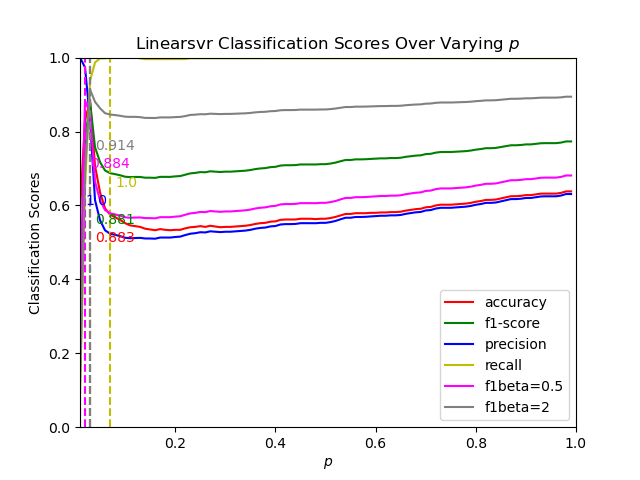 Linearsvr Classification Scores Over Varying p
1.0
0.8
0.6
0.4
0.2
0.0
Classification Scores
0.914
0.884
1.0
1.0
0.881
0.883
accuracy
f1-score
precision
recall
f1beta=0.5
f1beta=2
0.2
0.4
0.6
0.8
1.0
p